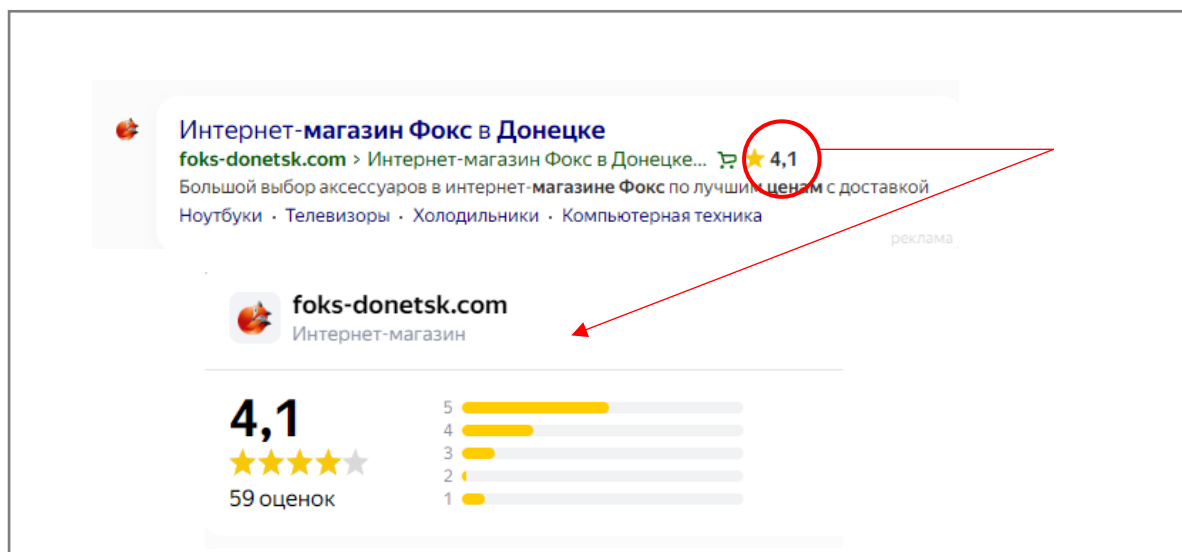 Интернет-магазин Фокс в Донецке
foks-donetsk.com › Интернет-магазин Фокс в Донецке... 4,1
Большой выбор аксессуаров в интернет-магазине Фокс по лучшим ценам с доставкой
Ноутбуки · Телевизоры · Холодильники · Компьютерная техника
реклама
foks-donetsk.com
Интернет-магазин
4,1
59 оценок
5
4
3
2
1